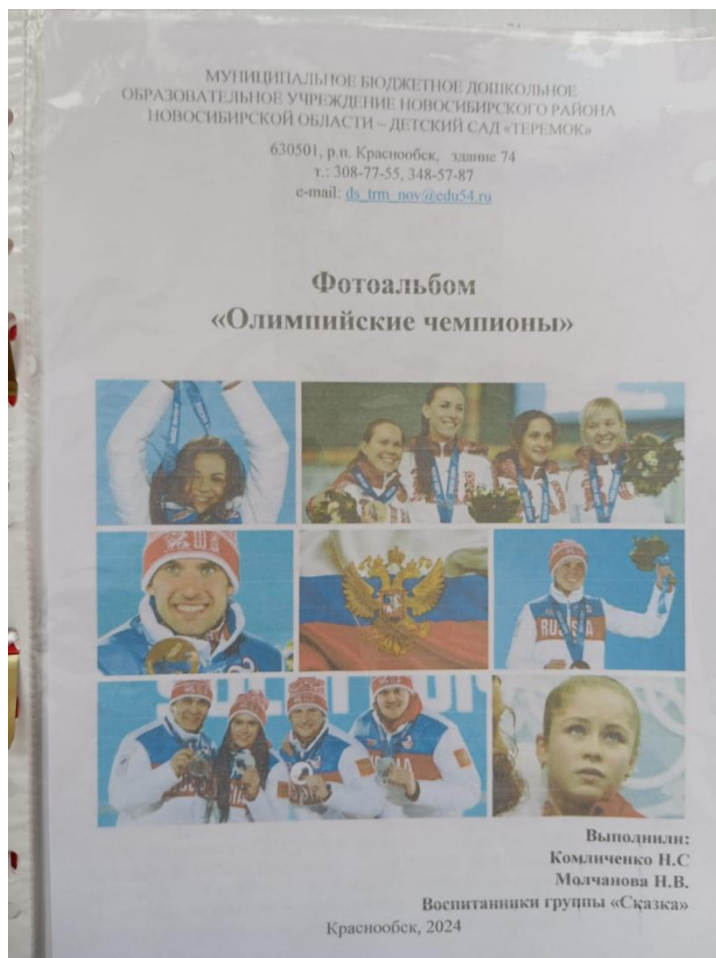 МУНИЦИПАЛЬНОЕ БЮДЖЕТНОЕ ДОШКОЛЬНОЕ
ОБРАЗОВАТЕЛЬНОЕ УЧРЕЖДЕНИЕ НОВОСИБИРСКОГО РАЙОНА
НОВОСИБИРСКОЙ ОБЛАСТИ – ДЕТСКИЙ САД «ТЕРЕМОК»
630501, р.п. Краснообск, здание 74
т.: 308-77-55, 348-57-87
e-mail: ds_trm_nov@edu54.ru
Фотоальбом
«Олимпийские чемпионы»
RUSSIA
Выполнили:
Комличенко Н.С
Молчанова Н.В.
Воспитанники группы «Сказка»
Краснообск, 2024